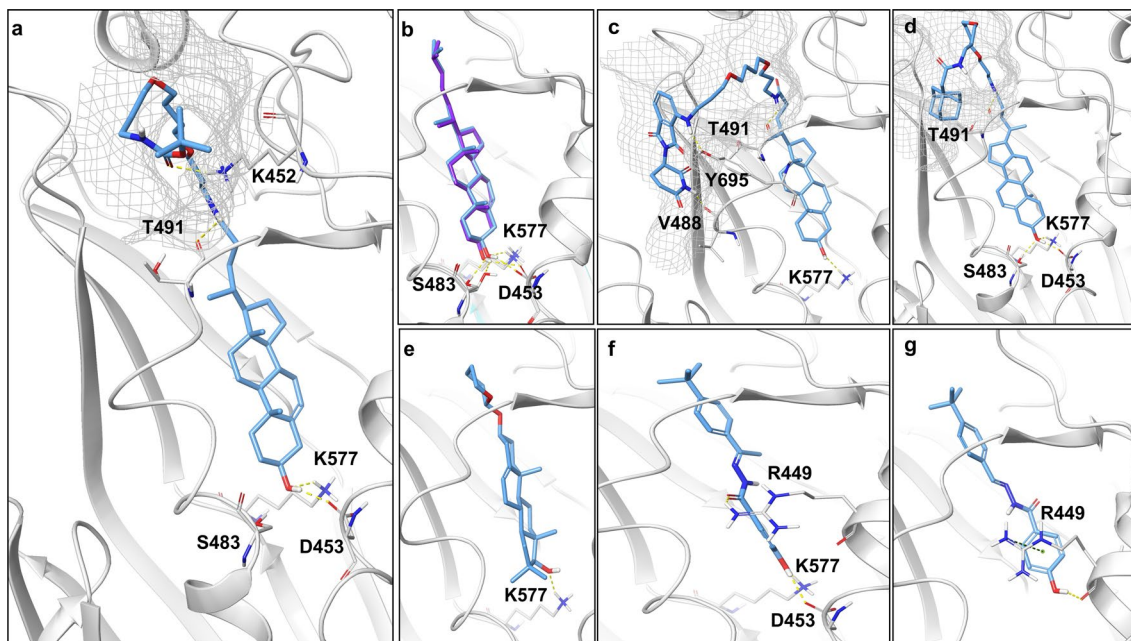 a
K452
T491
K577
S483
D453
b
K577
S483
D453
c
T491
Y695
V488
K577
d
T491
K577
S483
D453
e
K577
f
R449
K577
D453
g
R449